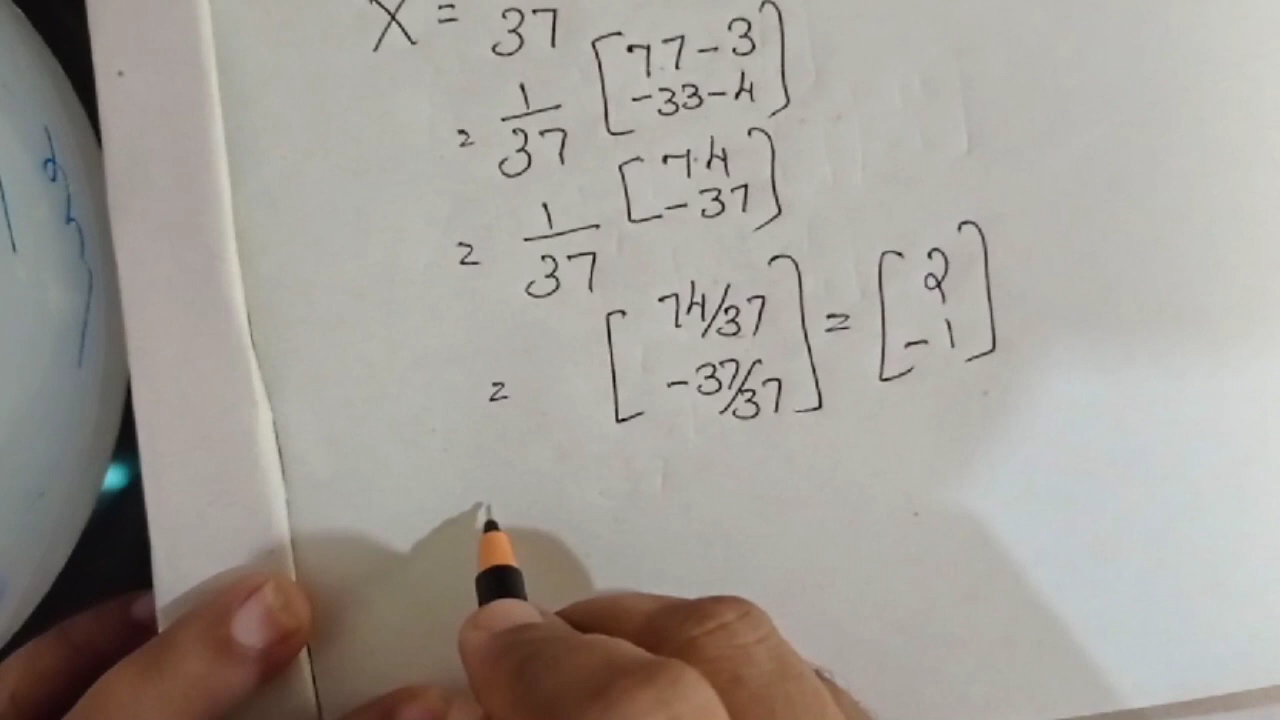 X = 37
= 1/37 [77-3
-33-4]
= 1/37 [74
-37]
= [74/37
-37/37] = [2
-1]